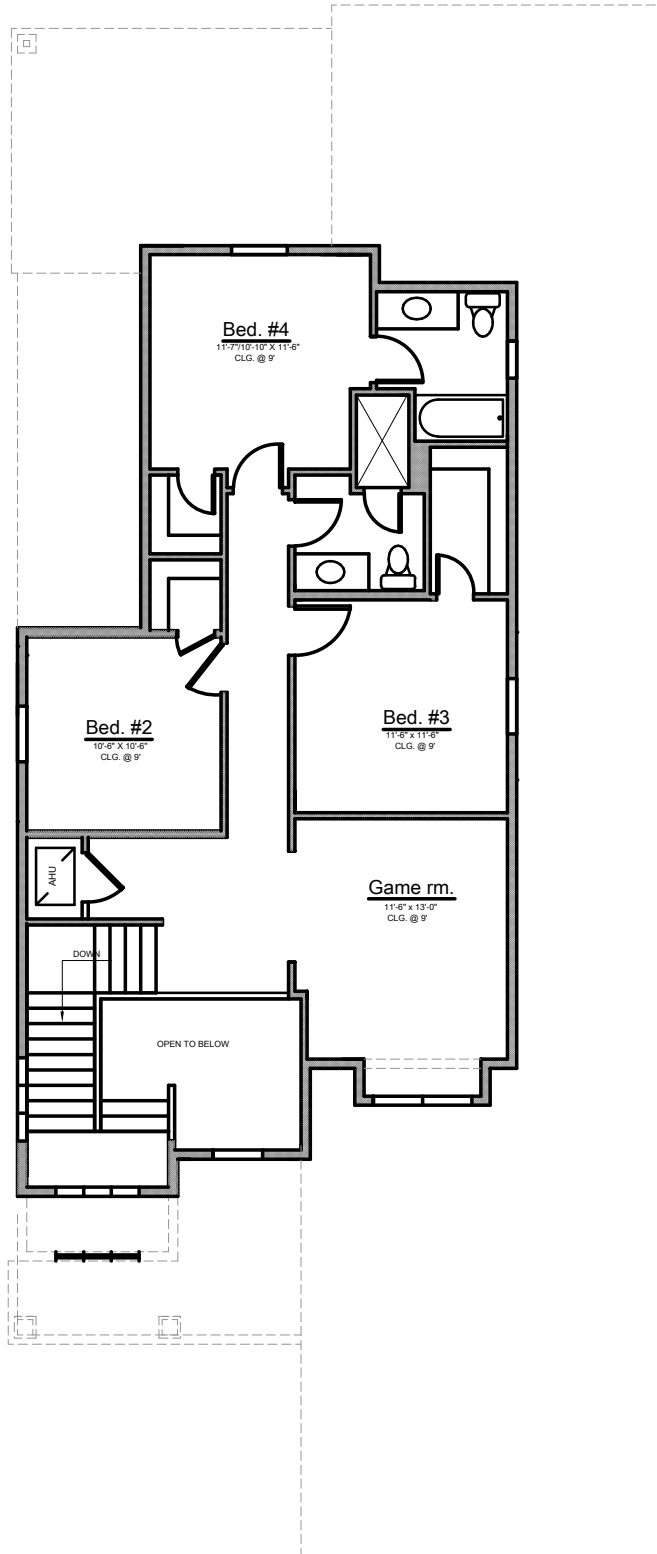 Bed. #4
11'-7"/10'-10" X 11'-6"
CLG. @ 9'
Bed. #2
10'-6" X 10'-6"
CLG. @ 9'
Bed. #3
11'-6" x 11'-6"
CLG. @ 9'
AHU
Game rm.
11'-6" x 13'-0"
CLG. @ 9'
DOWN
OPEN TO BELOW